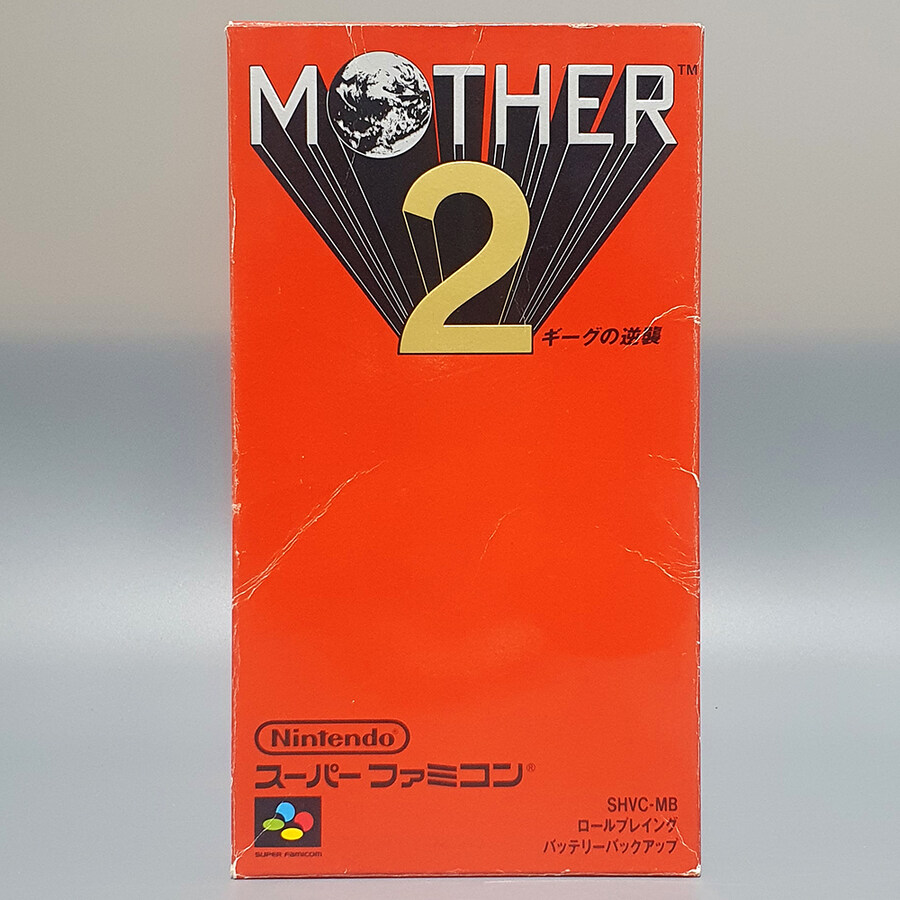 MOTHER™
2
ギーグの逆襲
Nintendo
スーパーファミコン®
SUPER FAMICOM
SHVC-MB
ロールプレイング
バッテリーバックアップ